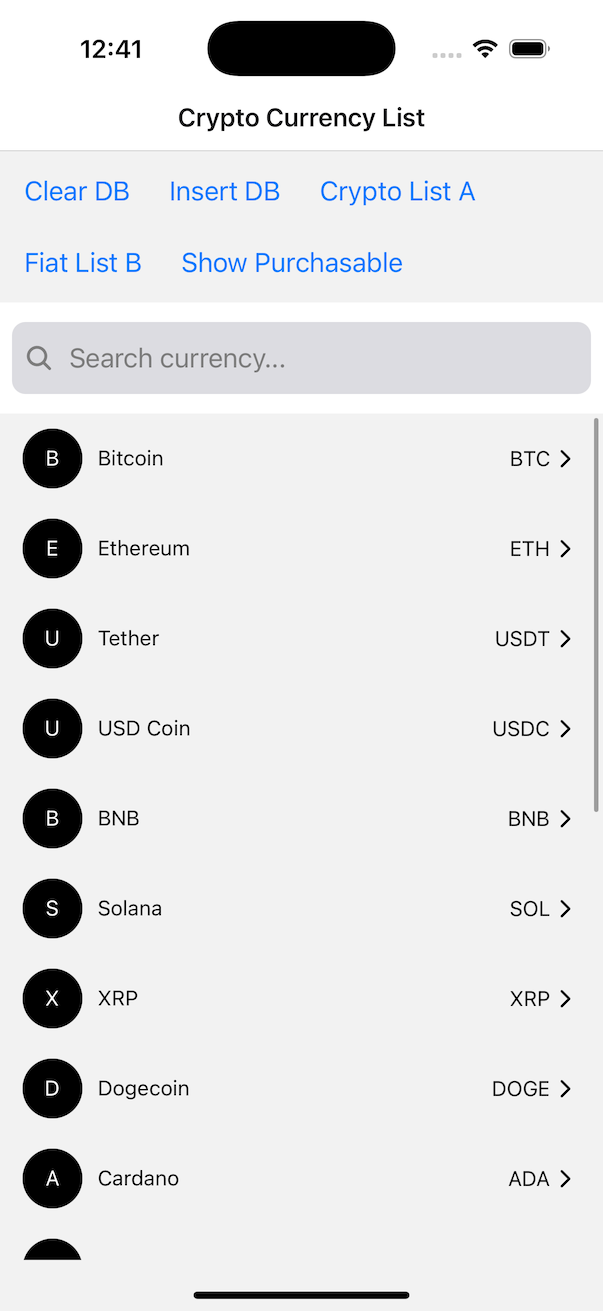 12:41
Crypto Currency List
Clear DB Insert DB Crypto List A
Fiat List B Show Purchasable
Search currency...
B Bitcoin BTC
E Ethereum ETH
U Tether USDT
U USD Coin USDC
B BNB BNB
S Solana SOL
X XRP XRP
D Dogecoin DOGE
A Cardano ADA